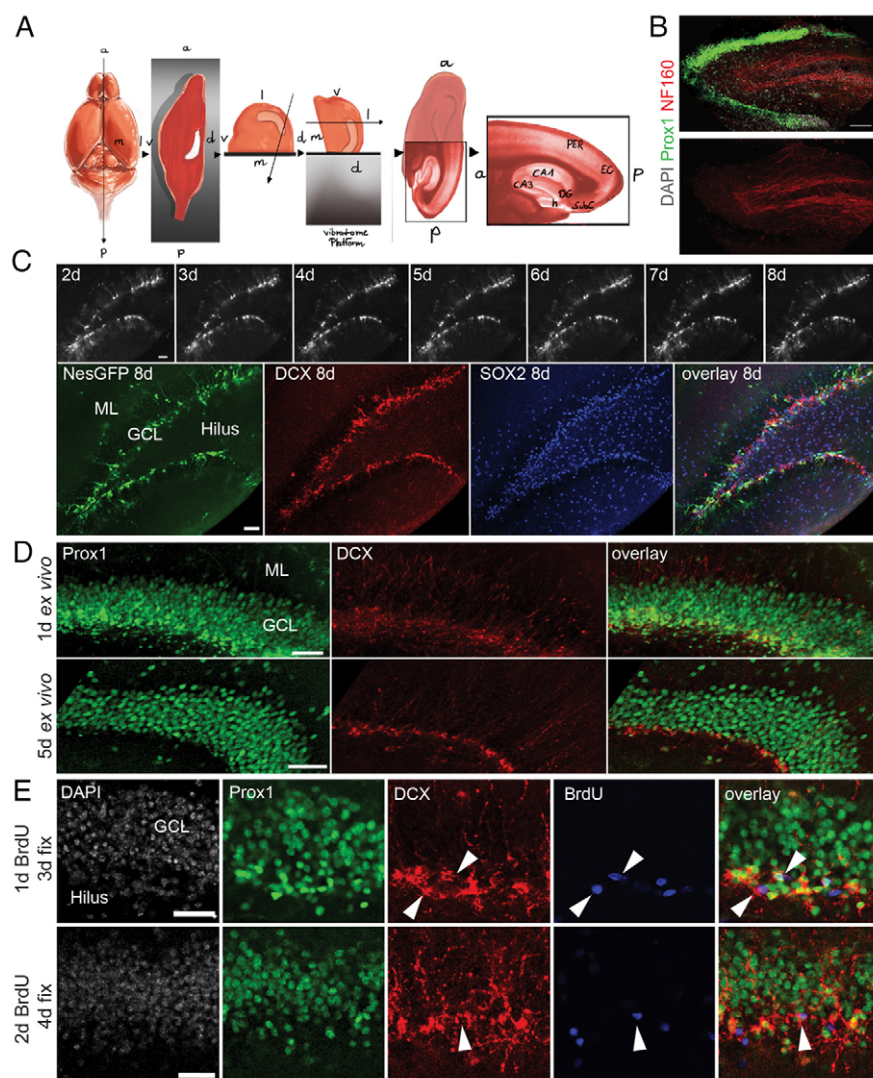 A
a
a
l
v
a
m
l
v
d
v
m
d
m
l
d
a
PER
CA1
EC
CA3
DG
h
SubC
P
p
p
P
vibratome
Platform
B
DAPI Prox1 NF160
C
2d 3d 4d 5d 6d 7d 8d
NesGFP 8d DCX 8d SOX2 8d overlay 8d
ML
GCL Hilus
D
1d ex vivo
Prox1 DCX overlay
ML
GCL
5d ex vivo
E
1d BrdU
3d fix
DAPI Prox1 DCX BrdU overlay
GCL
Hilus
2d BrdU
4d fix